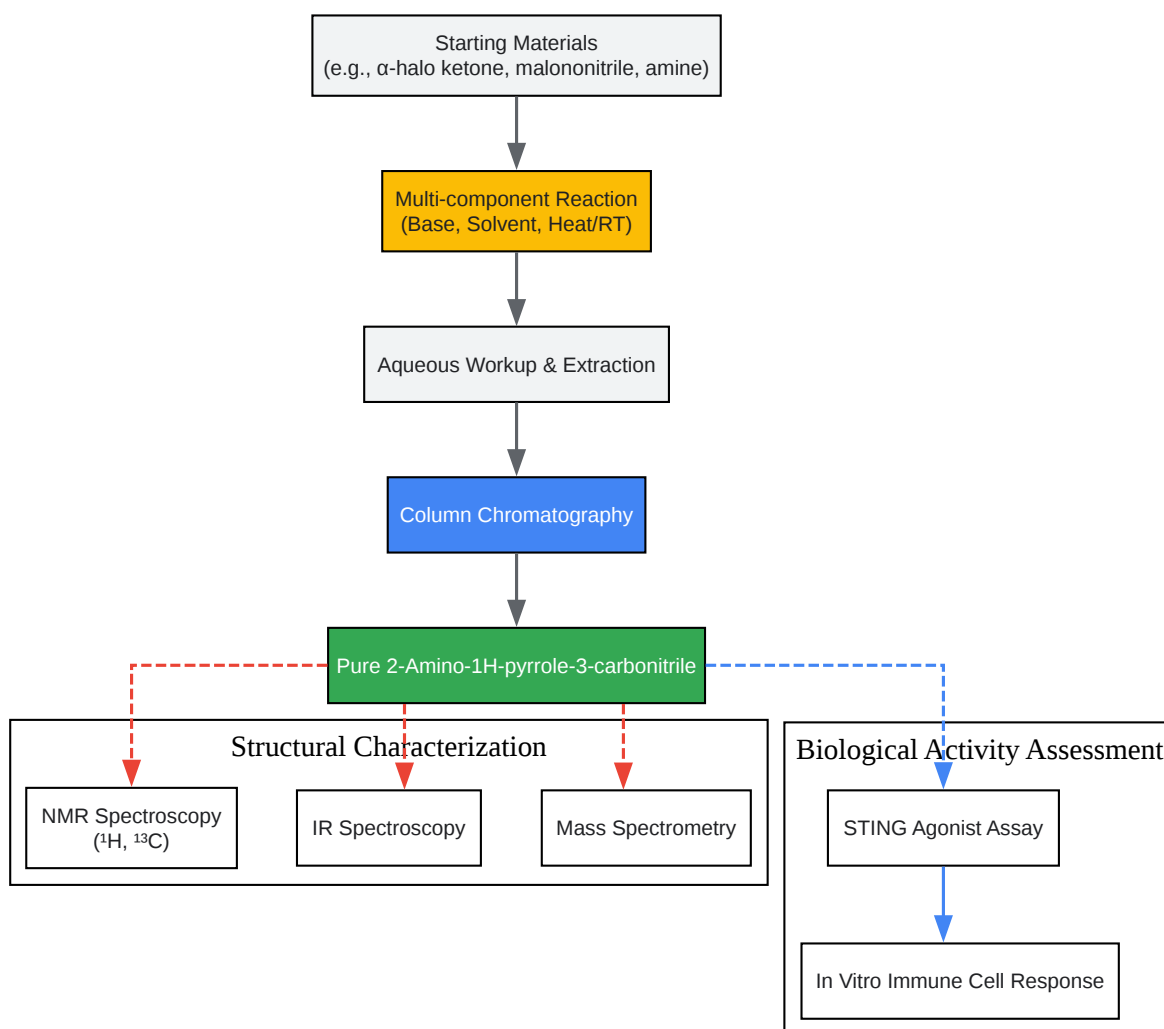 Starting Materials
(e.g., α-halo ketone, malononitrile, amine)
Multi-component Reaction
(Base, Solvent, Heat/RT)
Aqueous Workup & Extraction
Column Chromatography
Pure 2-Amino-1H-pyrrole-3-carbonitrile
Structural Characterization
NMR Spectroscopy
(¹H, ¹³C)
IR Spectroscopy
Mass Spectrometry
Biological Activity Assessment
STING Agonist Assay
In Vitro Immune Cell Response